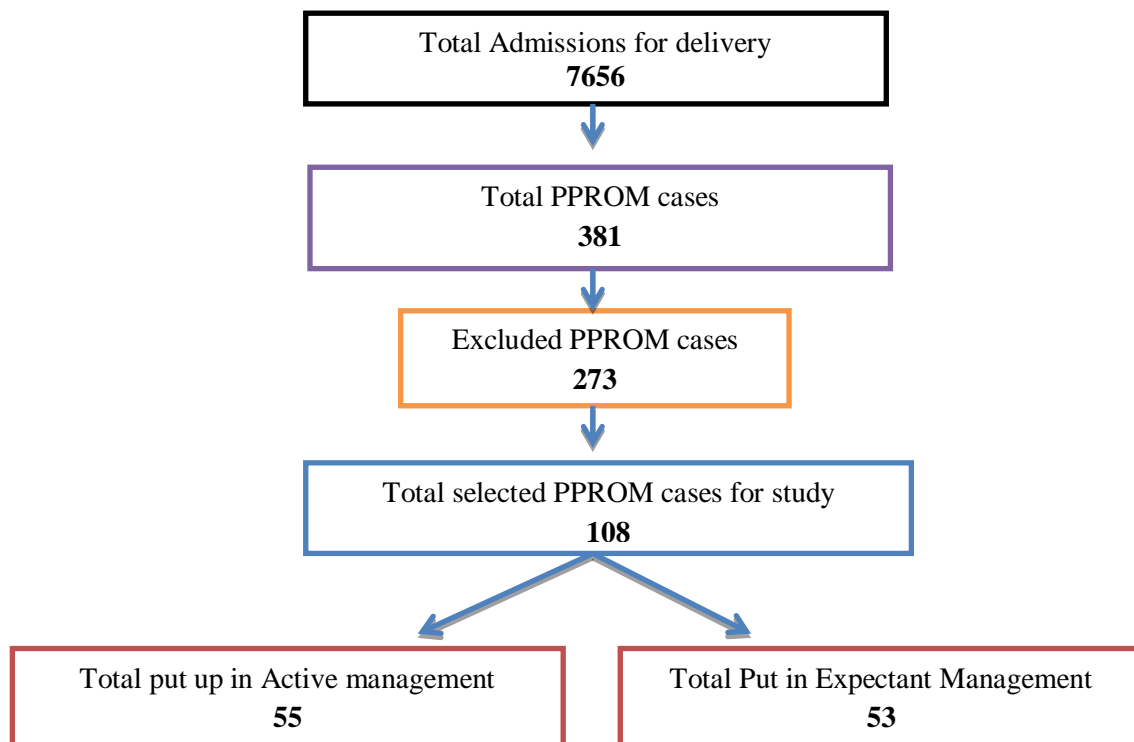 Total Admissions for delivery
7656
Total PPROM cases
381
Excluded PPROM cases
273
Total selected PPROM cases for study
108
Total put up in Active management
55
Total Put in Expectant Management
53